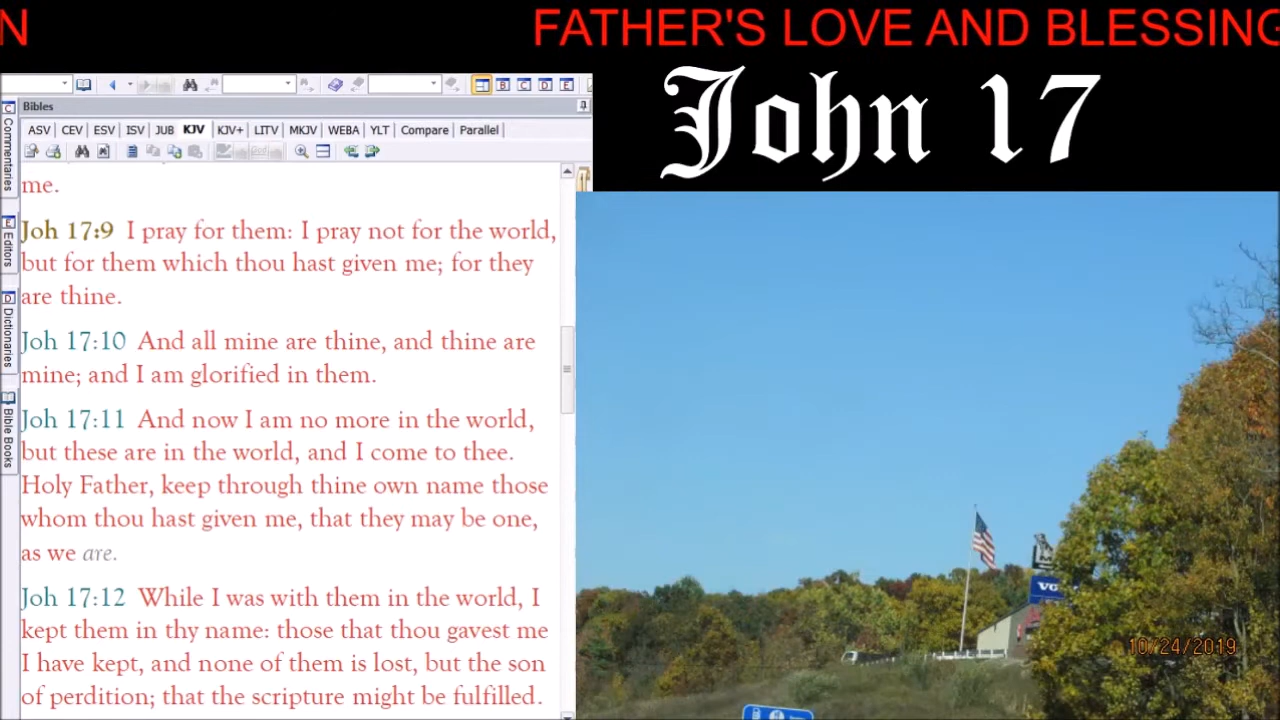 N FATHER'S LOVE AND BLESSING
John 17
Bibles
ASV CEV ESV ISV JUB KJV KJV+ LITV MKJV WEBA YLT Compare Parallel
Commentaries
Editors
Dictionaries
Bible Books
me.
Joh 17:9 I pray for them: I pray not for the world,
but for them which thou hast given me; for they
are thine.
Joh 17:10 And all mine are thine, and thine are
mine; and I am glorified in them.
Joh 17:11 And now I am no more in the world,
but these are in the world, and I come to thee.
Holy Father, keep through thine own name those
whom thou hast given me, that they may be one,
as we are.
Joh 17:12 While I was with them in the world, I
kept them in thy name: those that thou gavest me
I have kept, and none of them is lost, but the son
of perdition; that the scripture might be fulfilled.
10/24/2019